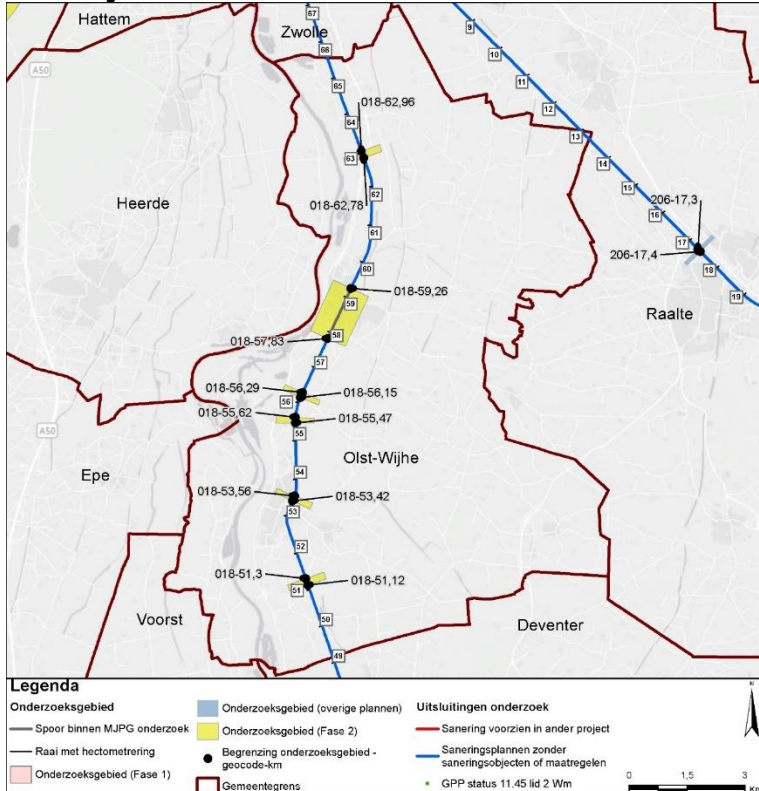 Hattem
Zwolle
67
66
65
64
63
62
61
60
59
58
57
56
55
54
53
52
51
50
49
9
10
11
12
13
14
15
16
17
18
19
A50
018-62,96
018-62,78
Heerde
206-17,3
206-17,4
Raalte
018-59,26
018-57,83
018-56,29
018-56,15
018-55,62
018-55,47
A50
Olst-Wijhe
Epe
018-53,56
018-53,42
018-51,3
018-51,12
Voorst
Deventer
Legenda
Onderzoeksgebied
Spoor binnen MJPG onderzoek
Raai met hectometrering
Onderzoeksgebied (Fase 1)
Onderzoeksgebied (overige plannen)
Onderzoeksgebied (Fase 2)
Begrenzing onderzoeksgebied -
geocode-km
Gemeentegrens
Uitsluitingen onderzoek
Sanering voorzien in ander project
Saneringsplannen zonder
saneringsobjecten of maatregelen
GPP status 11.45 lid 2 Wm
N
0 1,5 3